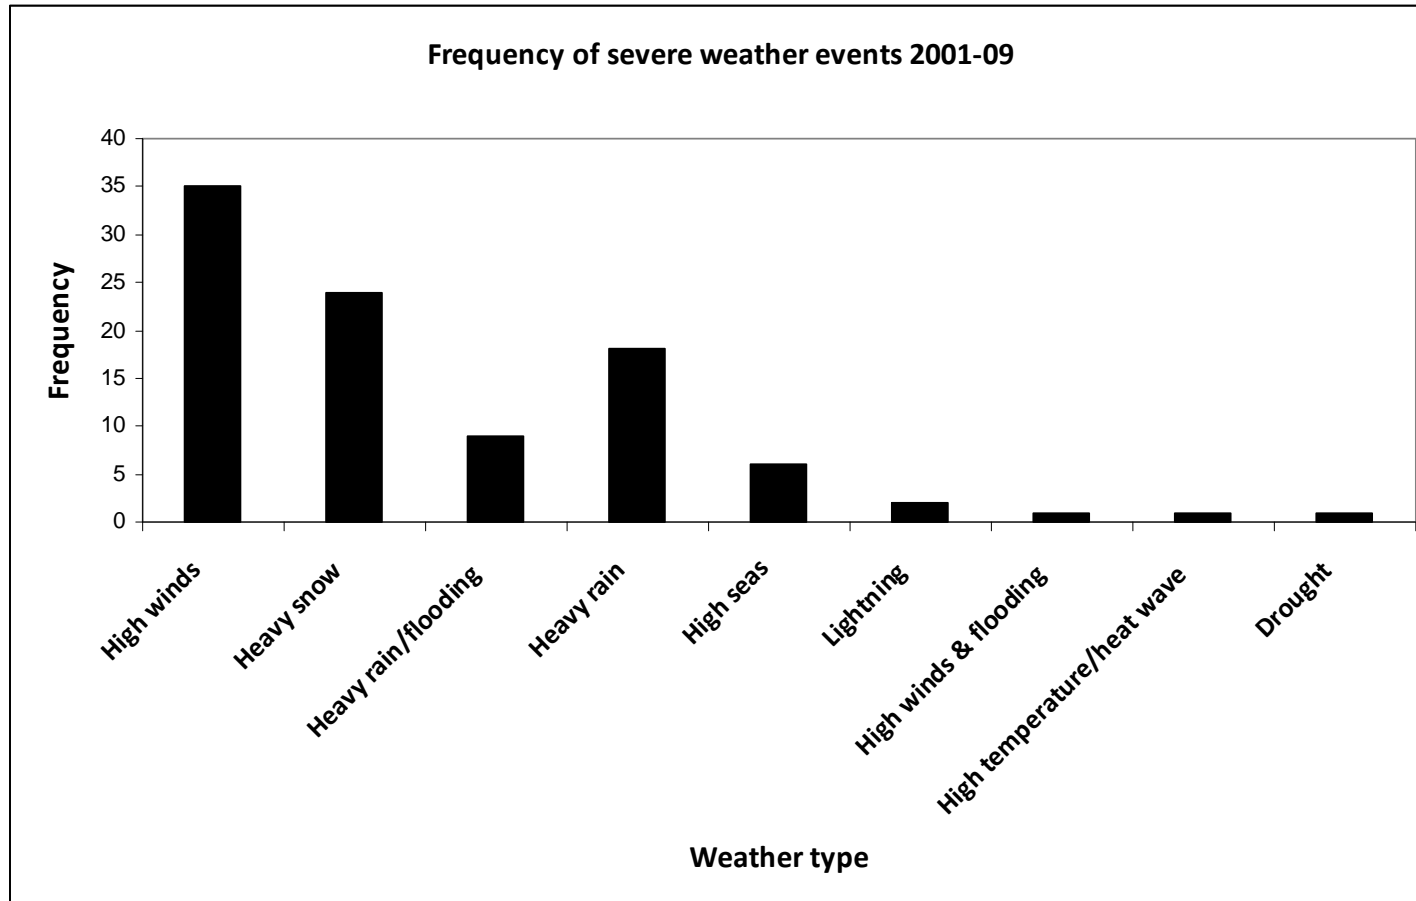 Frequency of severe weather events 2001-09
Frequency
40
35
30
25
20
15
10
5
0
High winds
Heavy snow
Heavy rain/flooding
Heavy rain
High seas
Lightning
High winds & flooding
High temperature/heat wave
Drought
Weather type